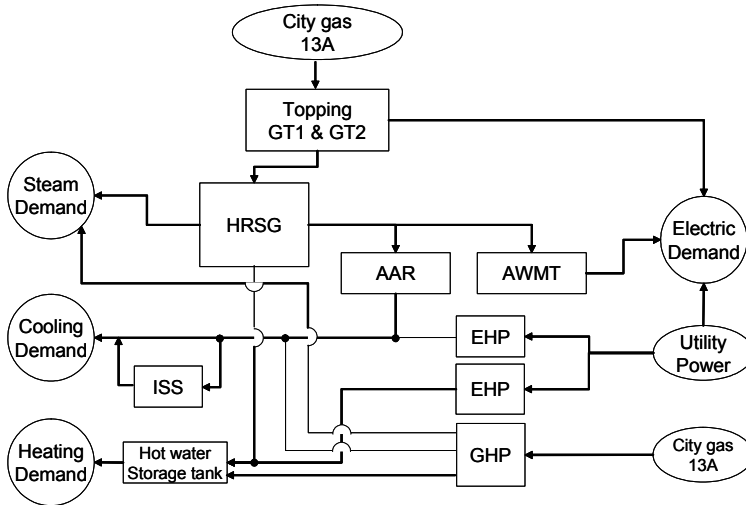 City gas
13A
Topping
GT1 & GT2
Steam
Demand
HRSG
Electric
Demand
AAR
AWMT
Cooling
Demand
EHP
Utility
Power
ISS
EHP
Heating
Demand
Hot water
Storage tank
GHP
City gas
13A